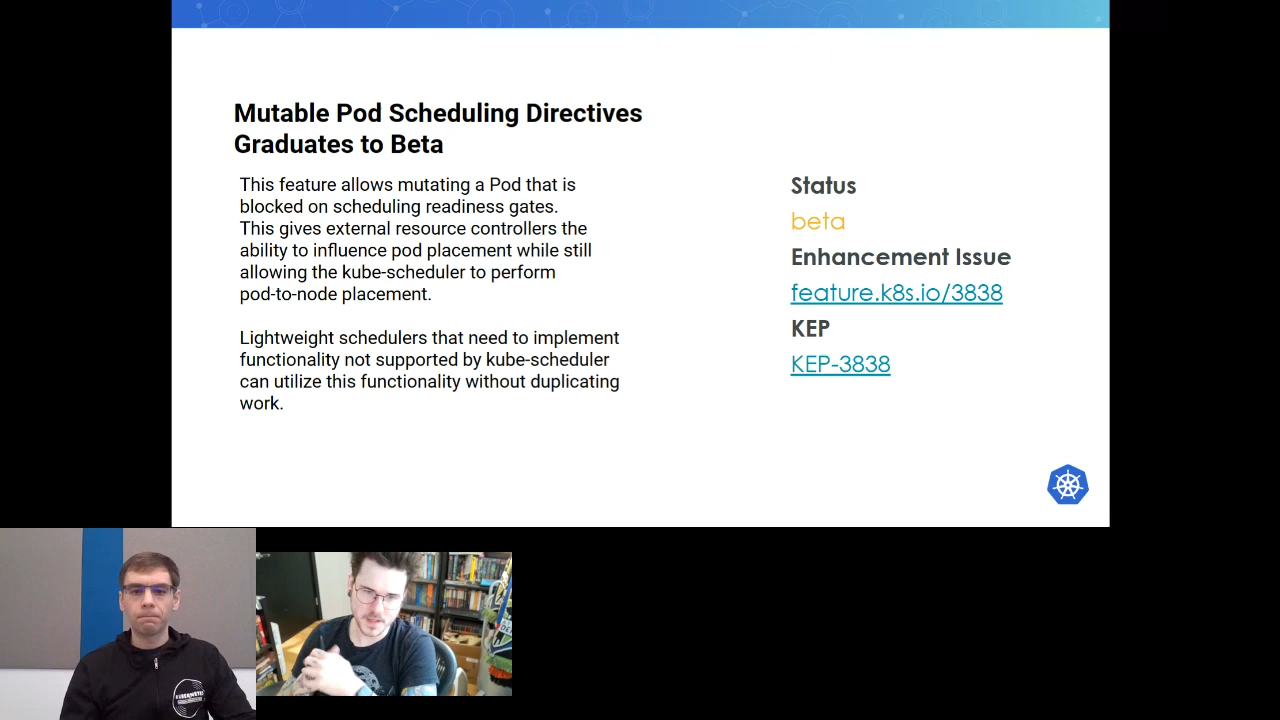 Mutable Pod Scheduling Directives
Graduates to Beta
This feature allows mutating a Pod that is
blocked on scheduling readiness gates.
This gives external resource controllers the
ability to influence pod placement while still
allowing the kube-scheduler to perform
pod-to-node placement.
Lightweight schedulers that need to implement
functionality not supported by kube-scheduler
can utilize this functionality without duplicating
work.
Status
beta
Enhancement Issue
feature.k8s.io/3838
KEP
KEP-3838
KUBERNETES